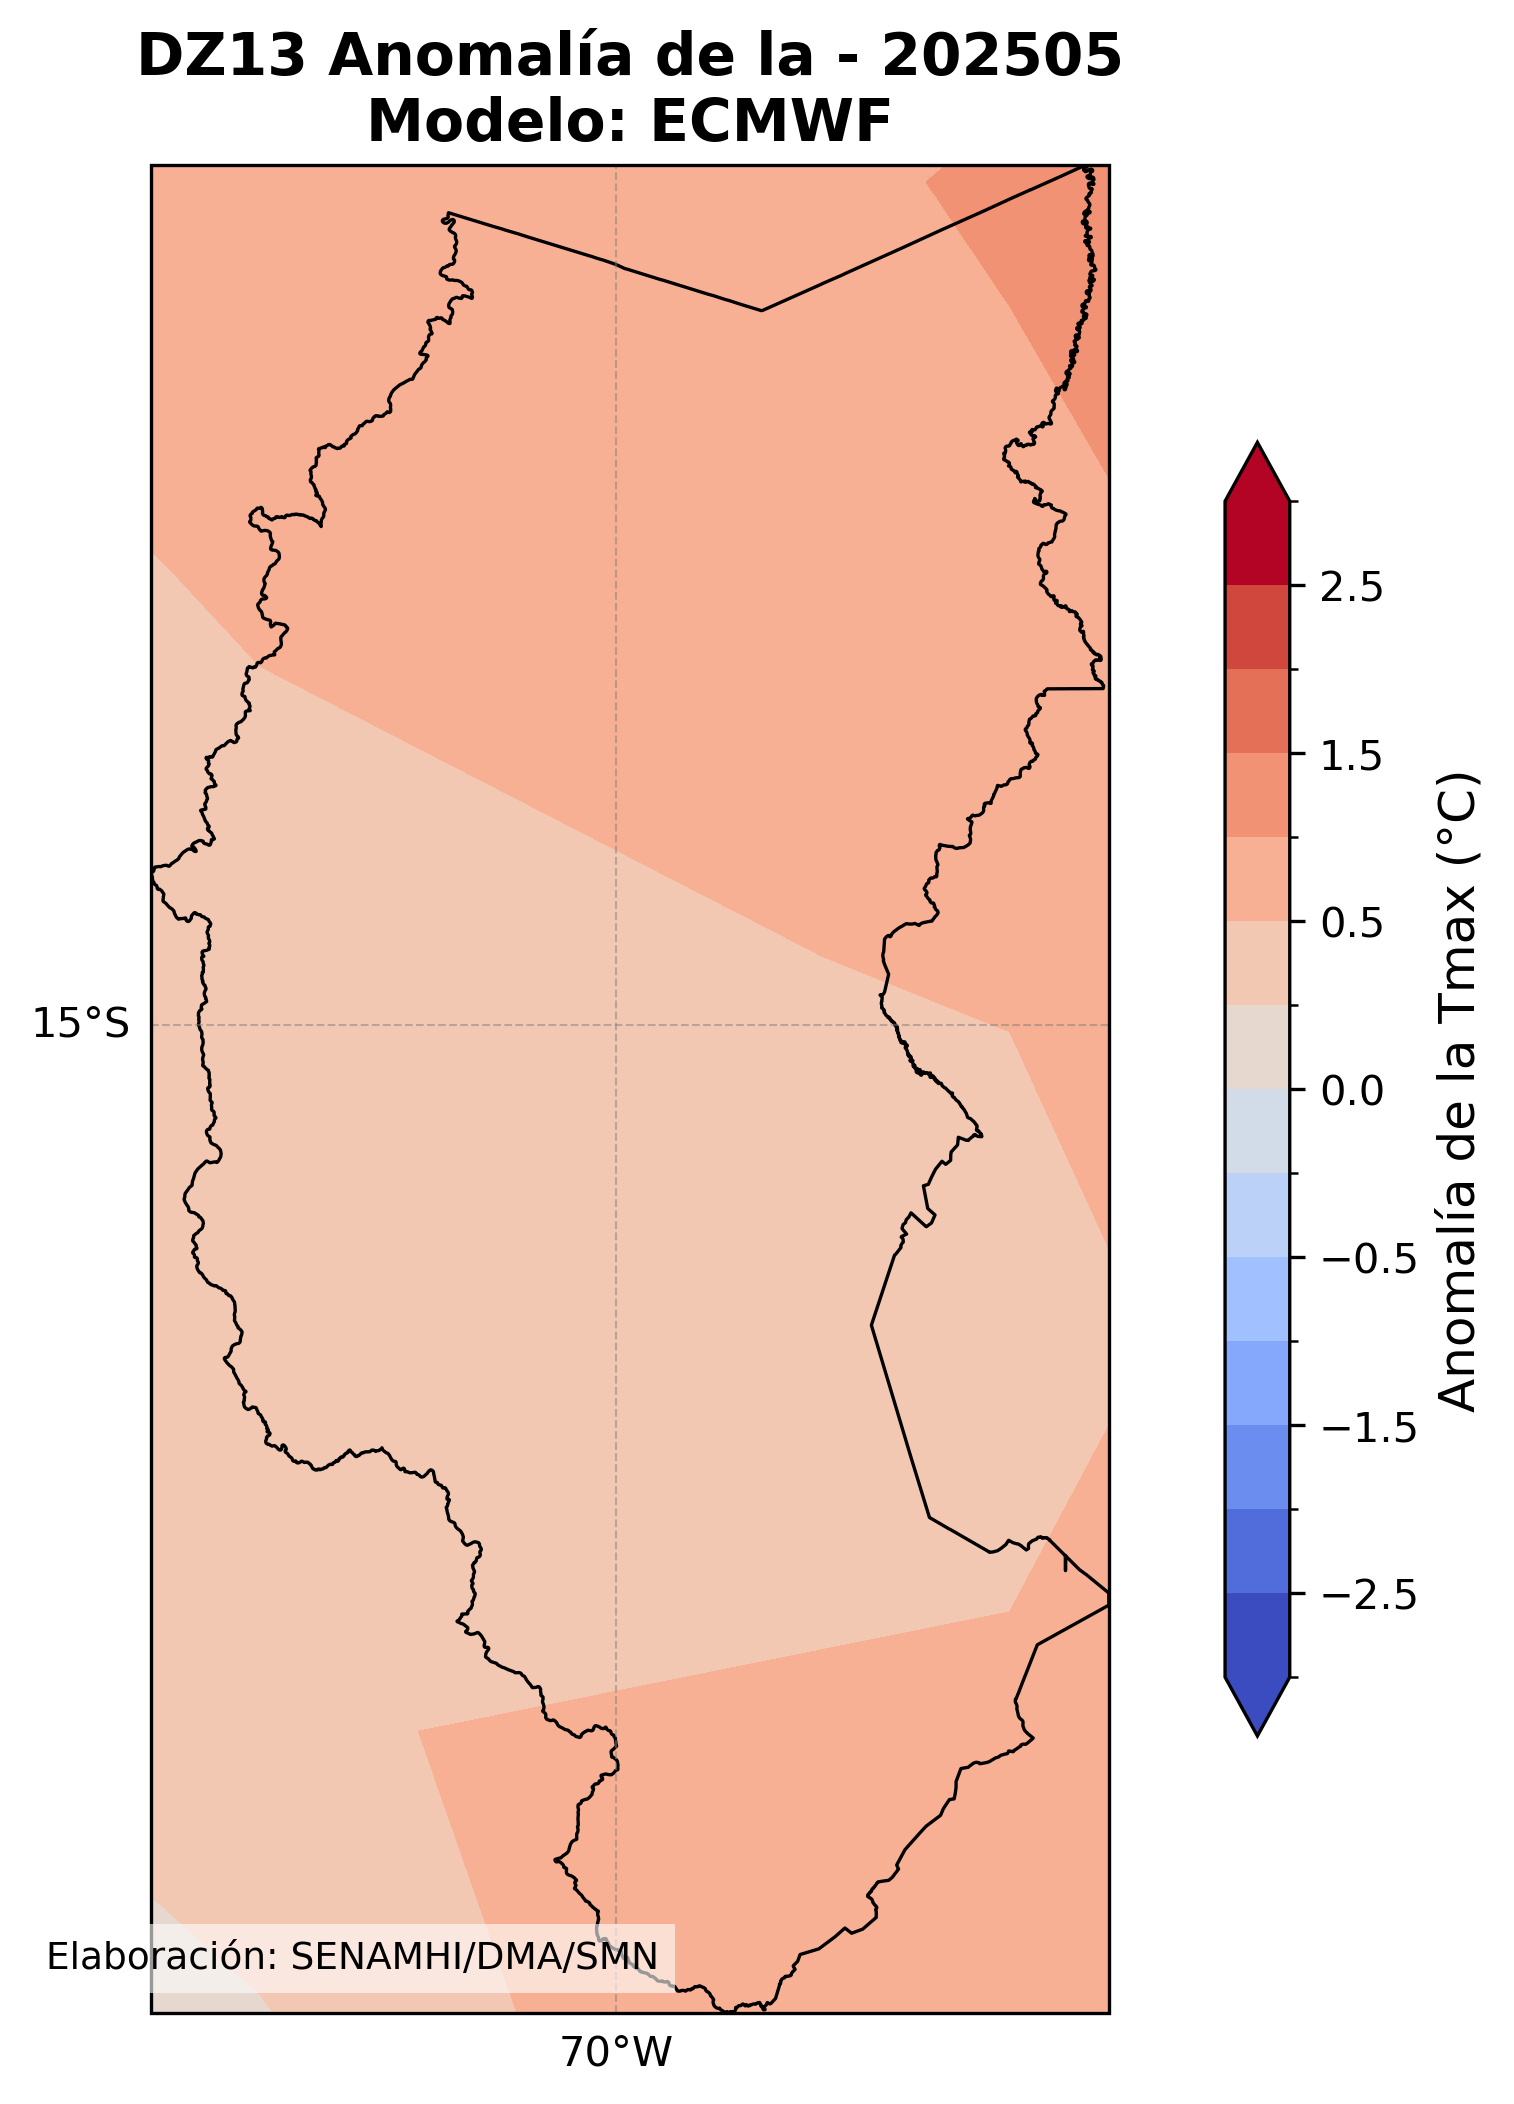 DZ13 Anomalía de la - 202505
Modelo: ECMWF
2.5
1.5
0.5
0.0
−0.5
−1.5
−2.5
Anomalía de la Tmax (°C)
15°S
Elaboración: SENAMHI/DMA/SMN
70°W